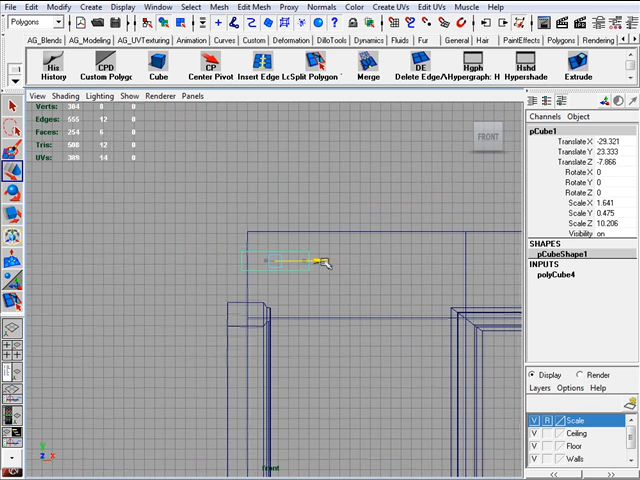 File Edit Modify Create Display Window Select Mesh Edit Mesh Proxy Normals Color Create UVs Edit UVs Muscle Help
Polygons
AG_Blends AG_Modeling AG_UVTexturing Animation Curves Custom Deformation DilloTools Dynamics Fluids Fur Hair PaintEffects Polygons Rendering
His CPD CP DE Hgph Hshd
History Custom Polygo Cube Center Pivot Insert Edge Lo Split Polygon Merge Delete Edge/ Hypergraph: H Hypershade Extrude
View Shading Lighting Show Renderer Panels
Verts: 304 8 0
Edges: 555 12 0
Faces: 254 6 0
Tris: 508 12 0
UVs: 389 14 0
FRONT
front
y
z x
Channels Object
pCube1
Translate X -29.321
Translate Y 23.333
Translate Z -7.866
Rotate X 0
Rotate Y 0
Rotate Z 0
Scale X 1.641
Scale Y 0.475
Scale Z 10.206
Visibility on
SHAPES
pCubeShape1
INPUTS
polyCube4
Display Render
Layers Options Help
V R Scale
V Ceiling
V Floor
V Walls